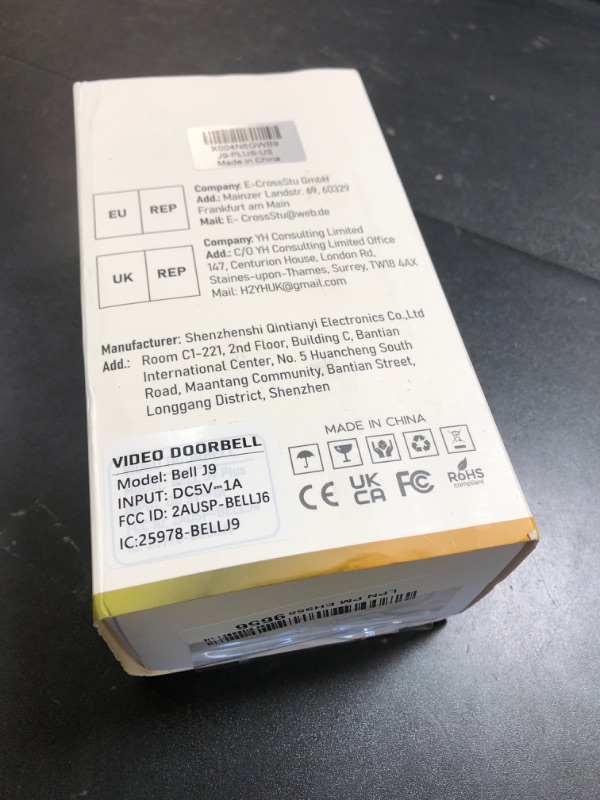 X004N6GWB9
J9-PLUS-US
Made in China
EU REP
Company: E-CrossStu GmbH
Add.: Mainzer Landstr. 69, 60329
Frankfurt am Main
Mail: E- CrossStu@web.de
UK REP
Company: YH Consulting Limited
Add.: C/O YH Consulting Limited Office
147, Centurion House, London Rd,
Staines-upon-Thames, Surrey, TW18 4AX
Mail: H2YHUK@gmail.com
Manufacturer: Shenzhenshi Qintianyi Electronics Co.,Ltd
Add.: Room C1-221, 2nd Floor, Building C, Bantian
International Center, No. 5 Huancheng South
Road, Maantang Community, Bantian Street,
Longgang District, Shenzhen
VIDEO DOORBELL
Model: Bell J9
INPUT: DC5V⎓1A
FCC ID: 2AUSP-BELLJ6
IC:25978-BELLJ9
MADE IN CHINA
CE UK CA FC RoHS
compliant
LPN PM EH955 9656